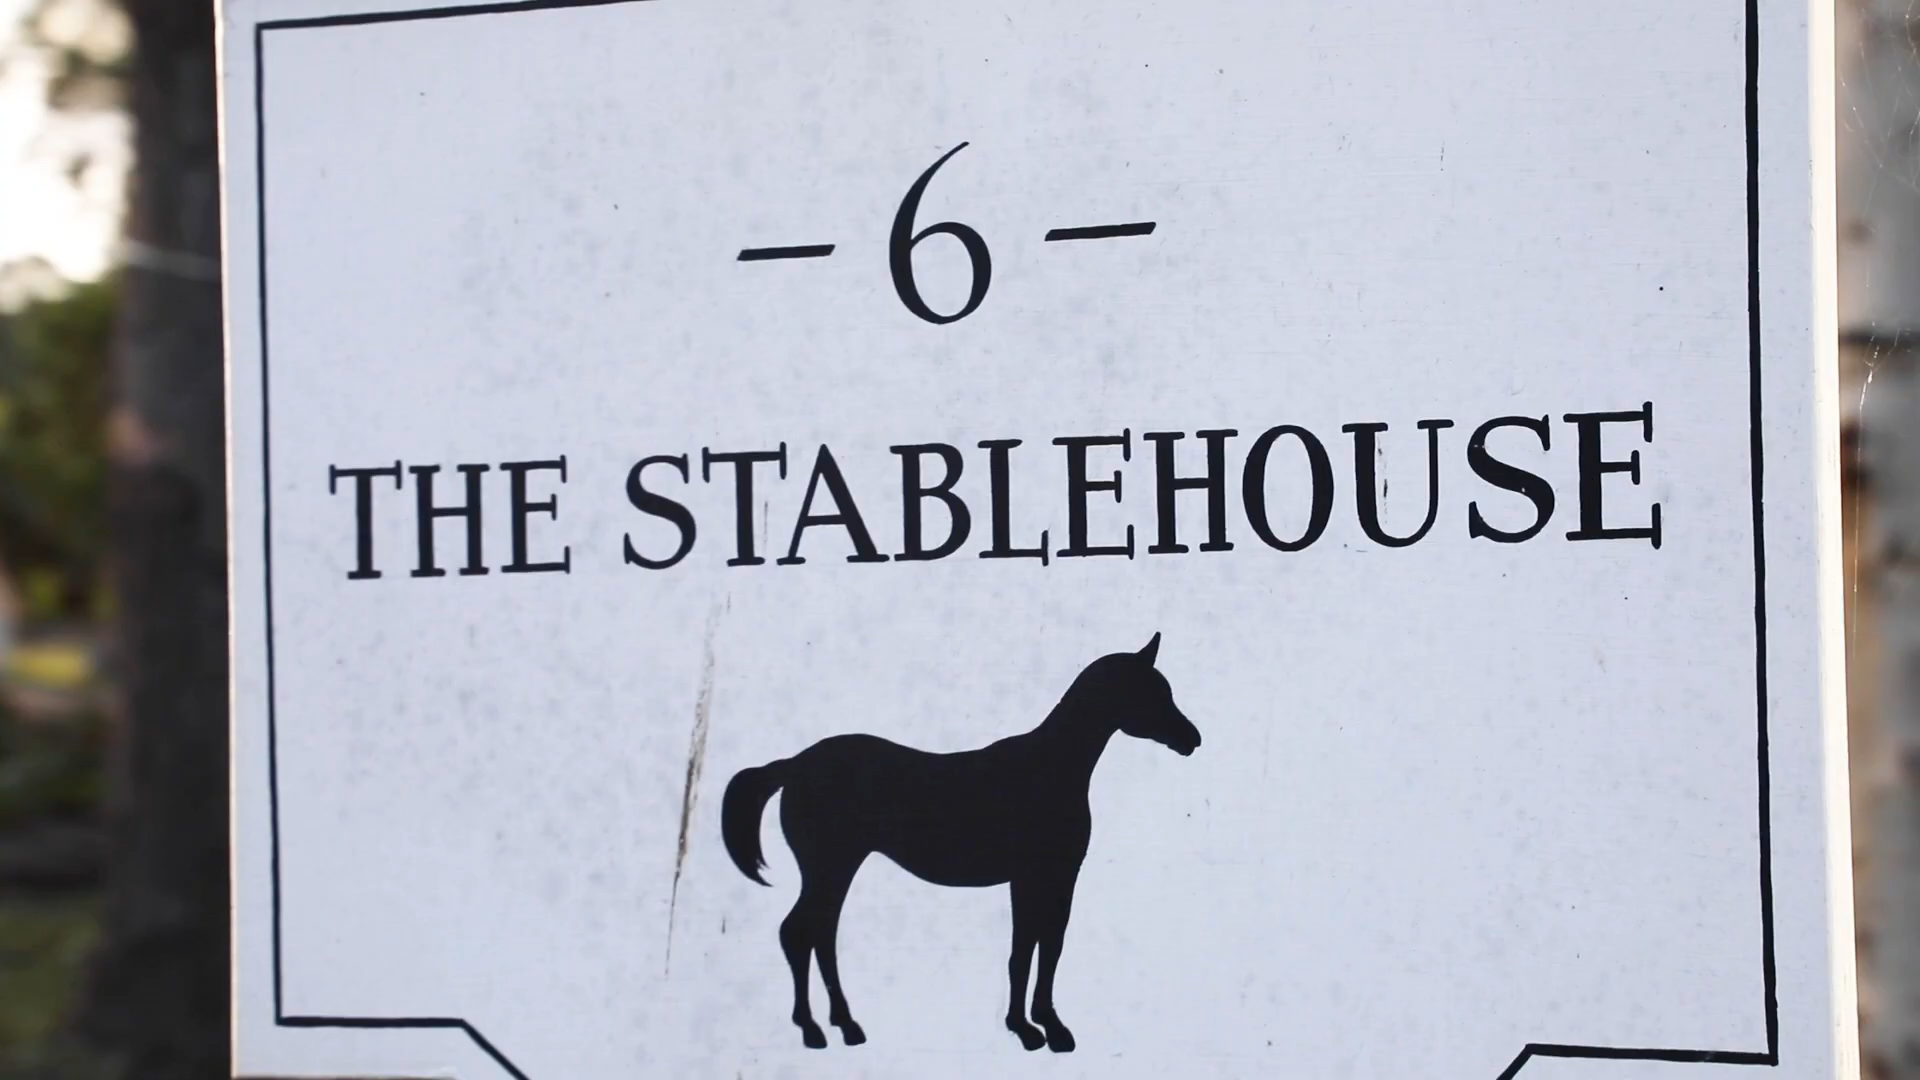 – 6 –
THE STABLEHOUSE